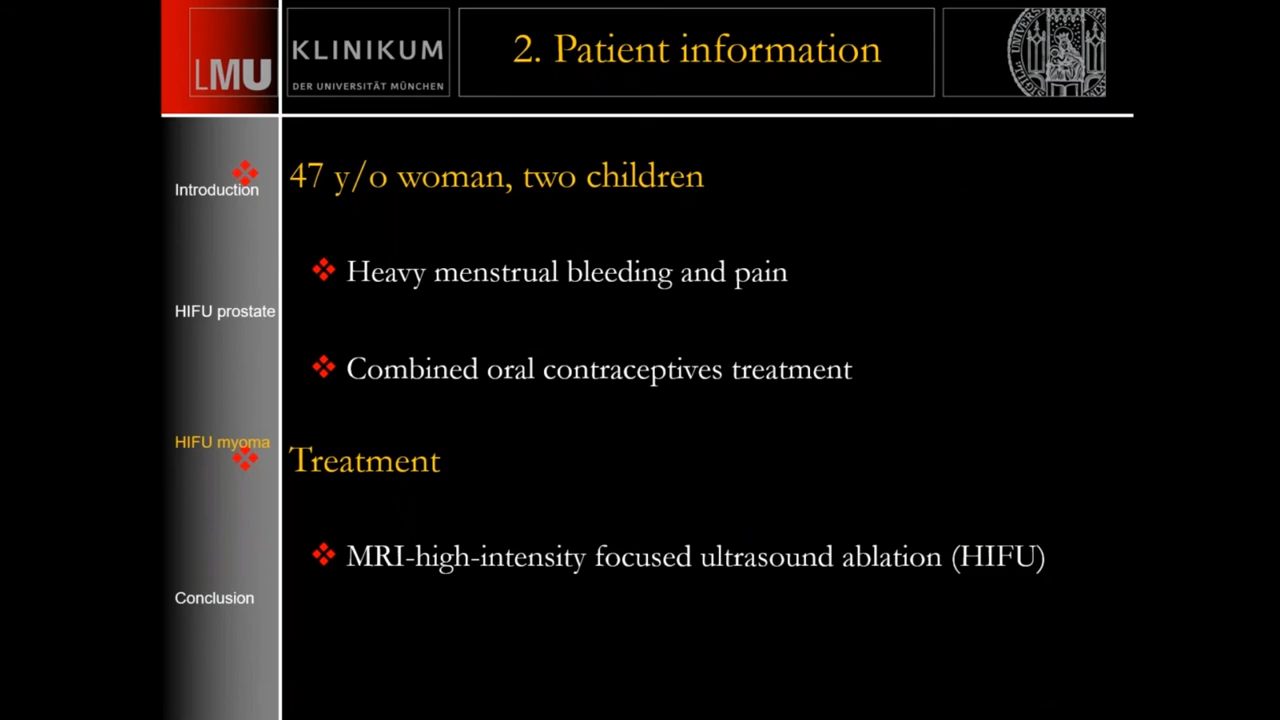 LMU
KLINIKUM
DER UNIVERSITÄT MÜNCHEN
2. Patient information
Introduction
HIFU prostate
HIFU myoma
Conclusion
47 y/o woman, two children
Heavy menstrual bleeding and pain
Combined oral contraceptives treatment
Treatment
MRI-high-intensity focused ultrasound ablation (HIFU)